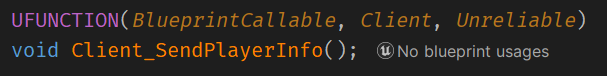 UFUNCTION(BlueprintCallable, Client, Unreliable)
void Client_SendPlayerInfo(); No blueprint usages